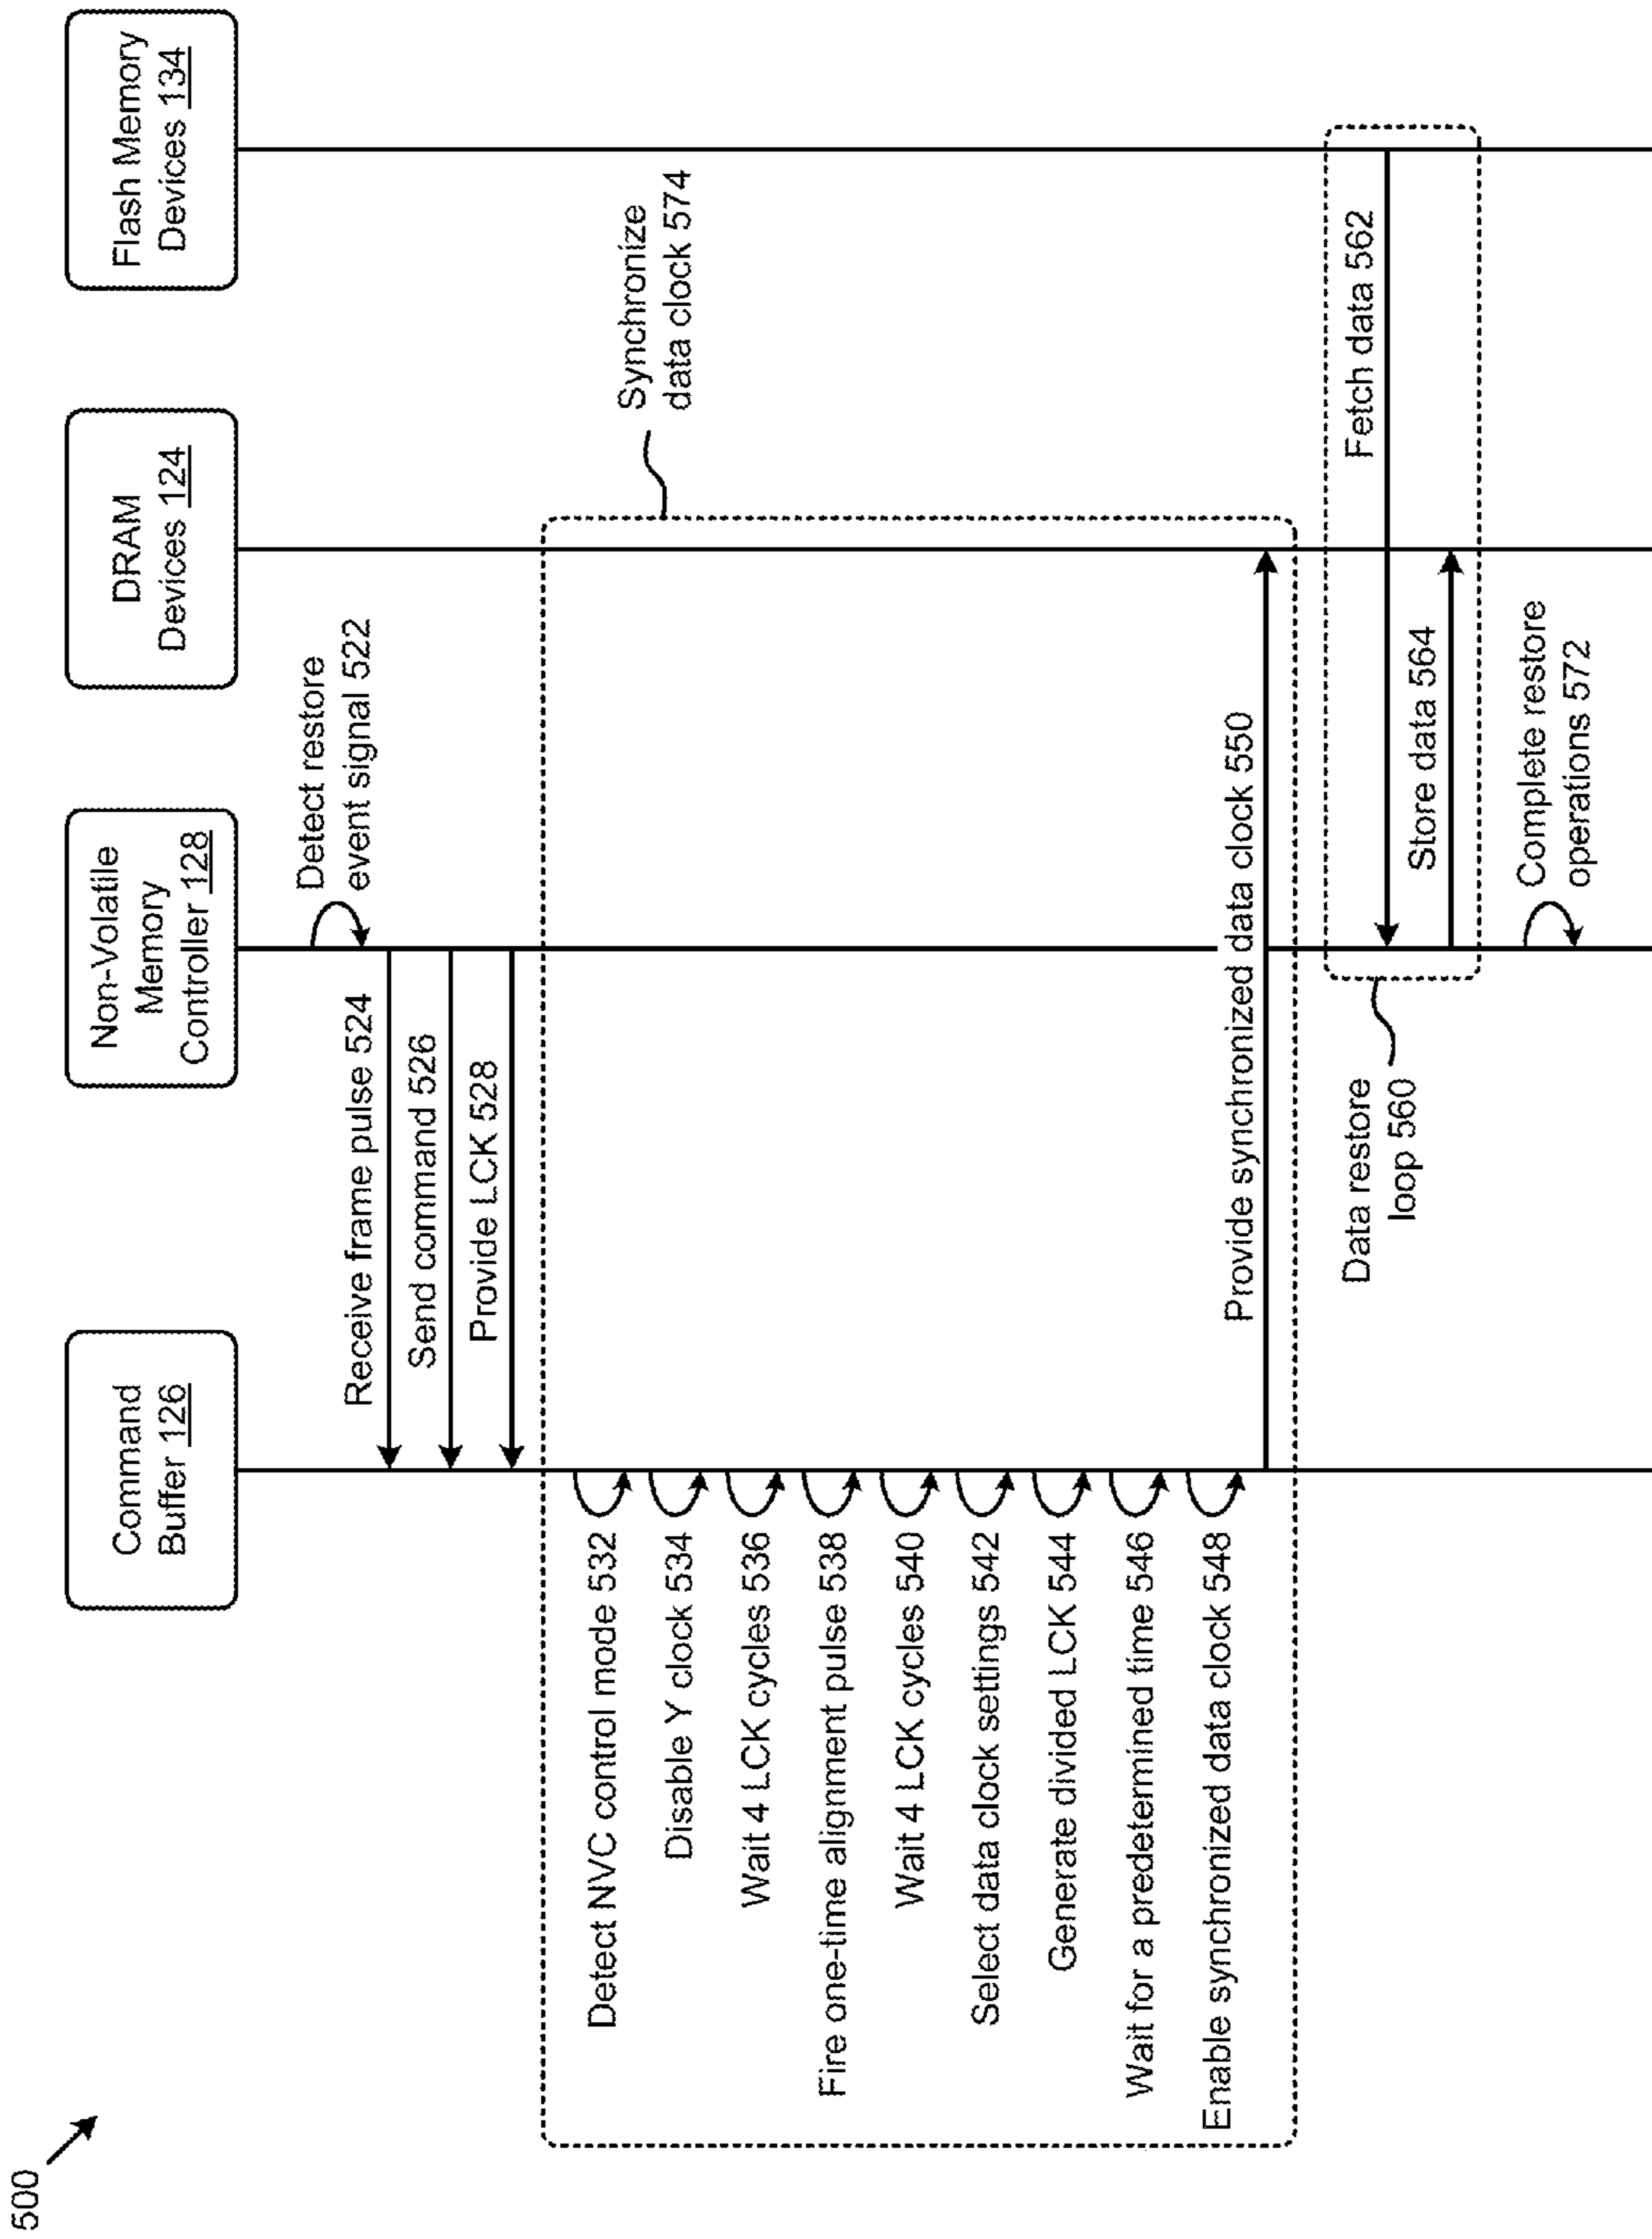 500
Command
Buffer 126
Non-Volatile
Memory
Controller 128
DRAM
Devices 124
Flash Memory
Devices 134
Detect restore
event signal 522
Receive frame pulse 524
Send command 526
Provide LCK 528
Synchronize
data clock 574
Detect NVC control mode 532
Disable Y clock 534
Wait 4 LCK cycles 536
Fire one-time alignment pulse 538
Wait 4 LCK cycles 540
Select data clock settings 542
Generate divided LCK 544
Wait for a predetermined time 546
Enable synchronized data clock 548
Provide synchronized data clock 550
Data restore
loop 560
Fetch data 562
Store data 564
Complete restore
operations 572